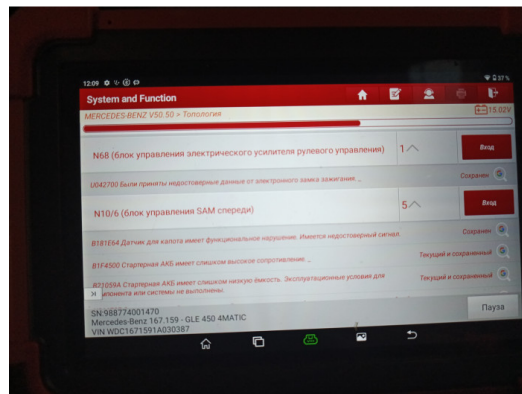 12:09
37%
System and Function
MERCEDES-BENZ V50.50 > Топология
15.02V
N68 (блок управления электрического усилителя рулевого управления)
1
Вход
U042700 Были приняты недостоверные данные от электронного замка зажигания. ...
Сохранен
N10/6 (блок управления SAM спереди)
5
Вход
B181E64 Датчик для капота имеет функциональное нарушение. Имеется недостоверный сигнал.
Сохранен
B1F4500 Стартерная АКБ имеет слишком высокое сопротивление. ...
Текущий и сохраненный
B21059A Стартерная АКБ имеет слишком низкую ёмкость. Эксплуатационные условия для
Текущий и сохраненный
компонента или системы не выполнены.
SN:988774001470
Mercedes-Benz 167.159 - GLE 450 4MATIC
VIN WDC1671591A030387
Пауза